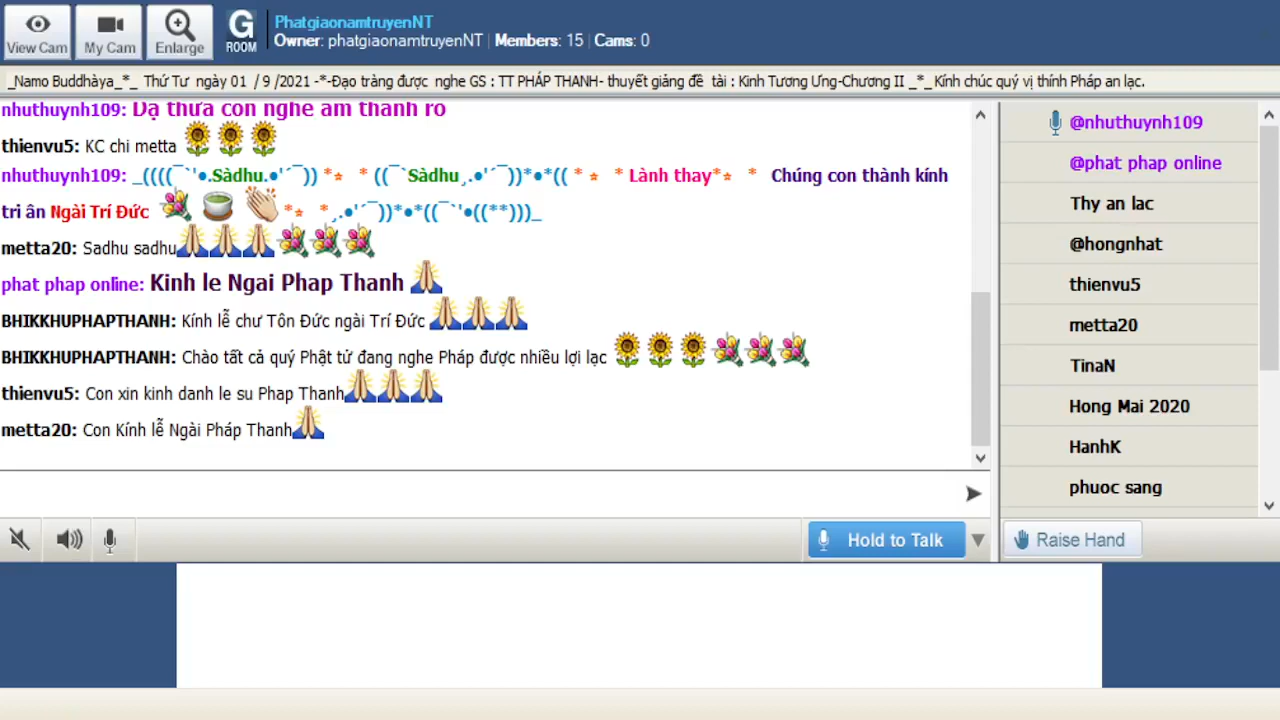 View Cam
My Cam
Enlarge
G
ROOM
PhatgiaonamtruyenNT
Owner: phatgiaonamtruyenNT | Members: 15 | Cams: 0
_Namo Buddhàya_*_ Thứ Tư ngày 01 / 9 /2021 -*-Đạo tràng được nghe GS : TT PHÁP THANH- thuyết giảng đề tài : Kinh Tương Ưng-Chương II _*_ Kính chúc quý vị thính Pháp an lạc.
nhuthuynh109: Dạ thưa con nghe âm thanh rõ
thienvu5: KC chi metta
nhuthuynh109: _((((¯`'•.Sàdhu.•'´¯)) *⭒ * ((¯`Sàdhu¸.•'´¯))*•*(( * ⭒ * Lành thay*⭒ * Chúng con thành kính
tri ân Ngài Trí Đức *⭒ *¸.•'´¯))*•*((¯`'•((**)))_
metta20: Sadhu sadhu
phat phap online: Kinh le Ngai Phap Thanh
BHIKKHUPHAPTHANH: Kính lễ chư Tôn Đức ngài Trí Đức
BHIKKHUPHAPTHANH: Chào tất cả quý Phật tử đang nghe Pháp được nhiều lợi lạc
thienvu5: Con xin kinh danh le su Phap Thanh
metta20: Con Kính lễ Ngài Pháp Thanh
@nhuthuynh109
@phat phap online
Thy an lac
@hongnhat
thienvu5
metta20
TinaN
Hong Mai 2020
HanhK
phuoc sang
Hold to Talk
Raise Hand